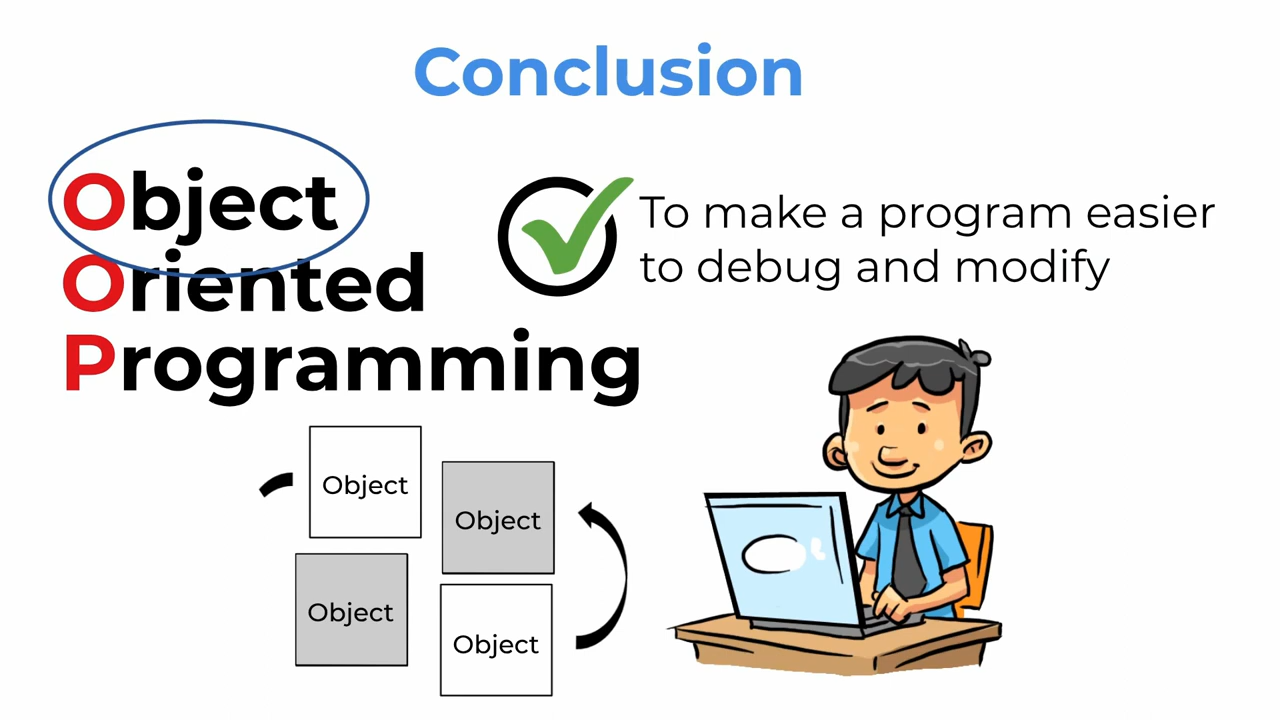 Conclusion
Object
Oriented
Programming
To make a program easier
to debug and modify
Object
Object
Object
Object